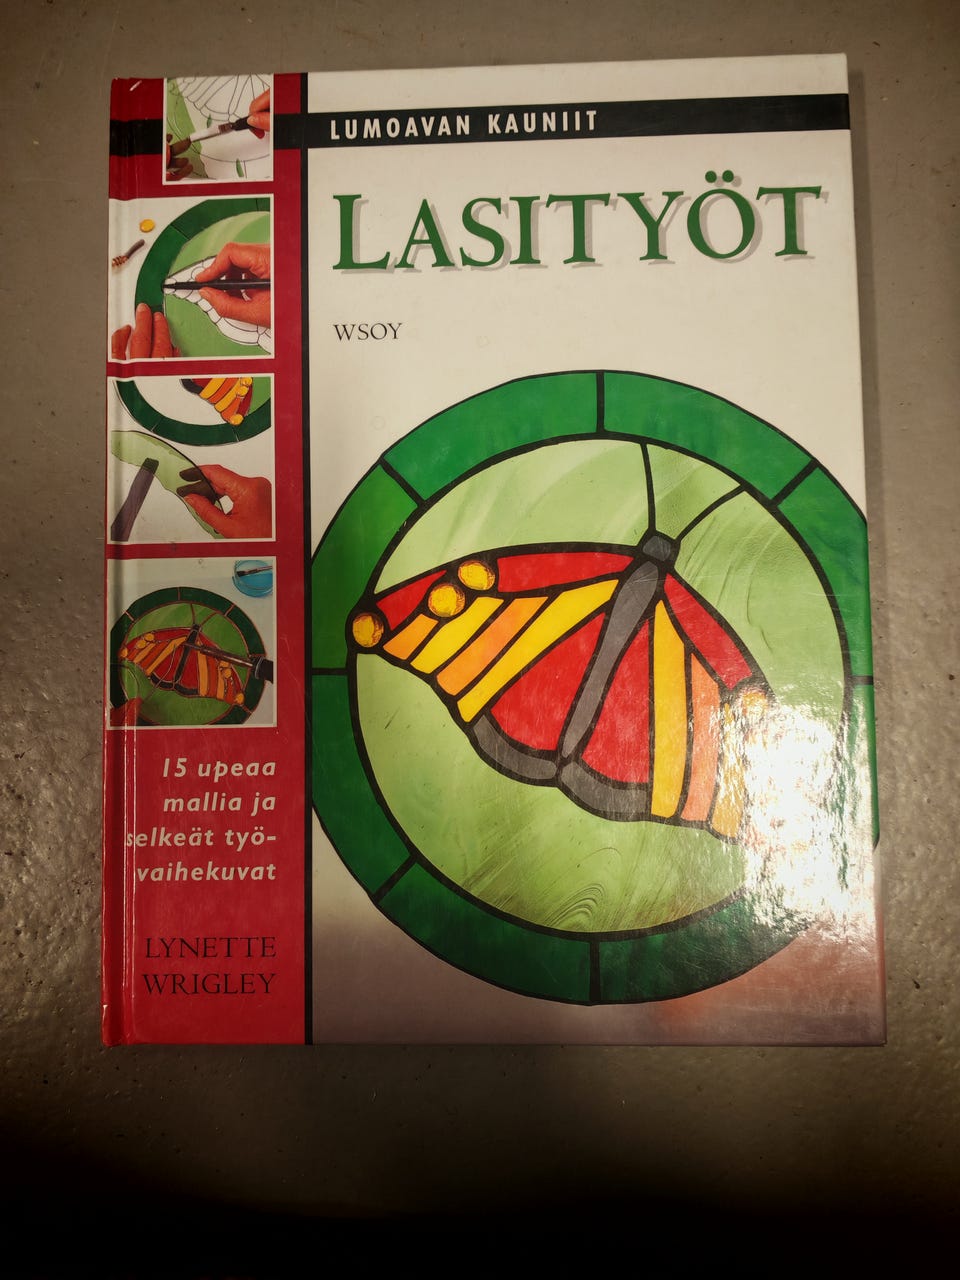 LUMOAVAN KAUNIIT
LASITYÖT
WSOY
15 upeaa
mallia ja
selkeät työ-
vaihekuvat
LYNETTE
WRIGLEY